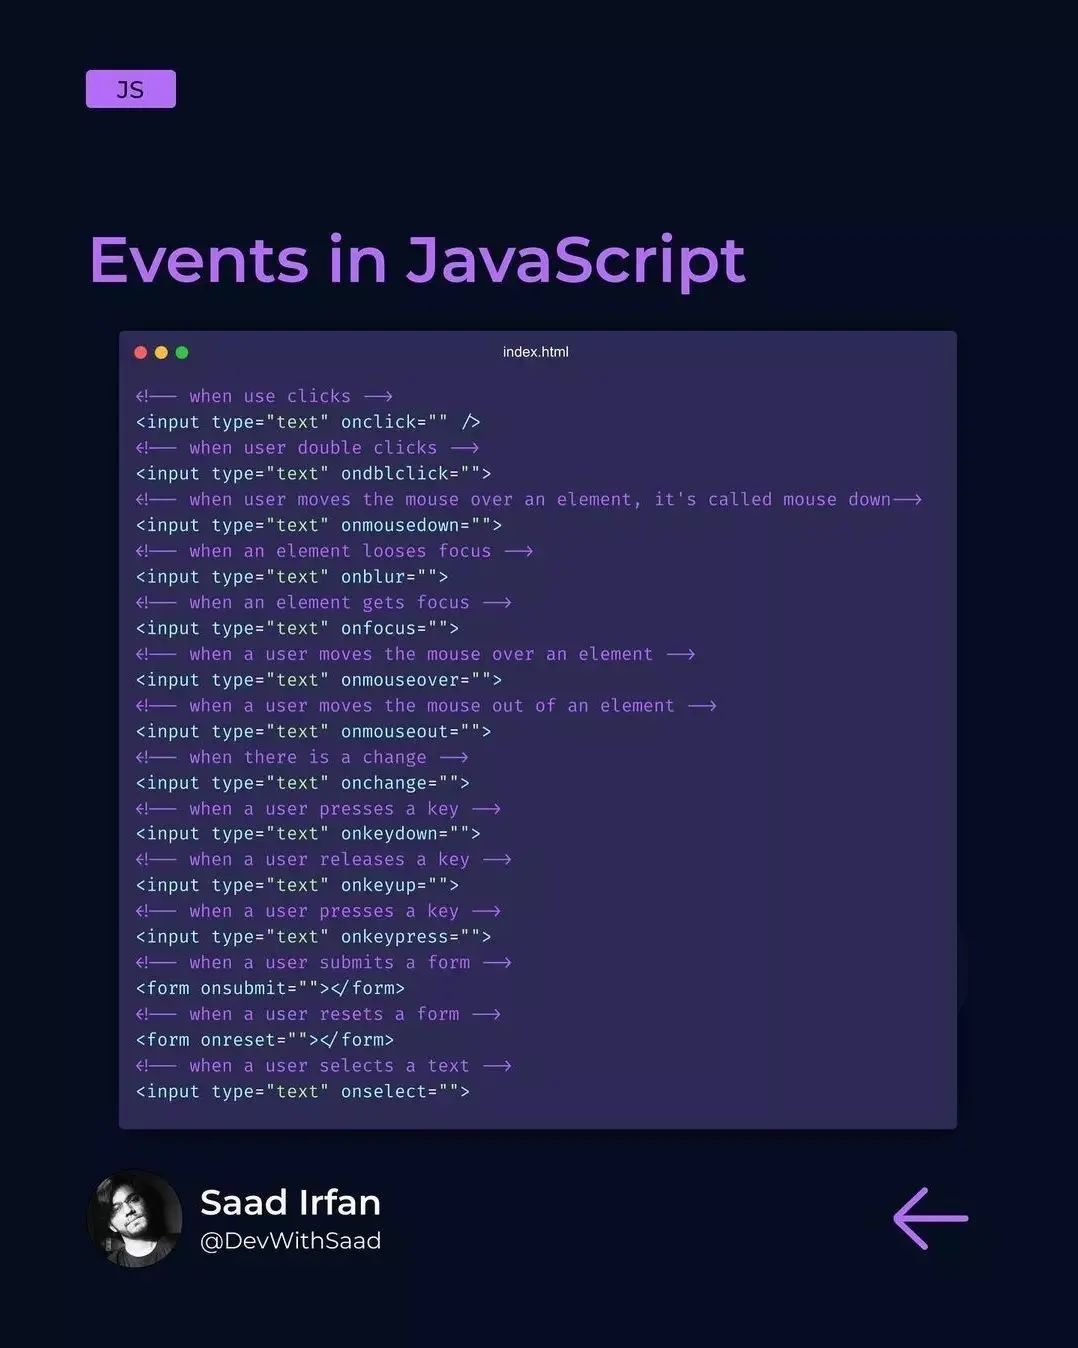 JS
Events in JavaScript
index.html
<!-- when use clicks -->
<input type="text" onclick="" />
<!-- when user double clicks -->
<input type="text" ondblclick="">
<!-- when user moves the mouse over an element, it's called mouse down-->
<input type="text" onmousedown="">
<!-- when an element looses focus -->
<input type="text" onblur="">
<!-- when an element gets focus -->
<input type="text" onfocus="">
<!-- when a user moves the mouse over an element -->
<input type="text" onmouseover="">
<!-- when a user moves the mouse out of an element -->
<input type="text" onmouseout="">
<!-- when there is a change -->
<input type="text" onchange="">
<!-- when a user presses a key -->
<input type="text" onkeydown="">
<!-- when a user releases a key -->
<input type="text" onkeyup="">
<!-- when a user presses a key -->
<input type="text" onkeypress="">
<!-- when a user submits a form -->
<form onsubmit=""></form>
<!-- when a user resets a form -->
<form onreset=""></form>
<!-- when a user selects a text -->
<input type="text" onselect="">
Saad Irfan
@DevWithSaad